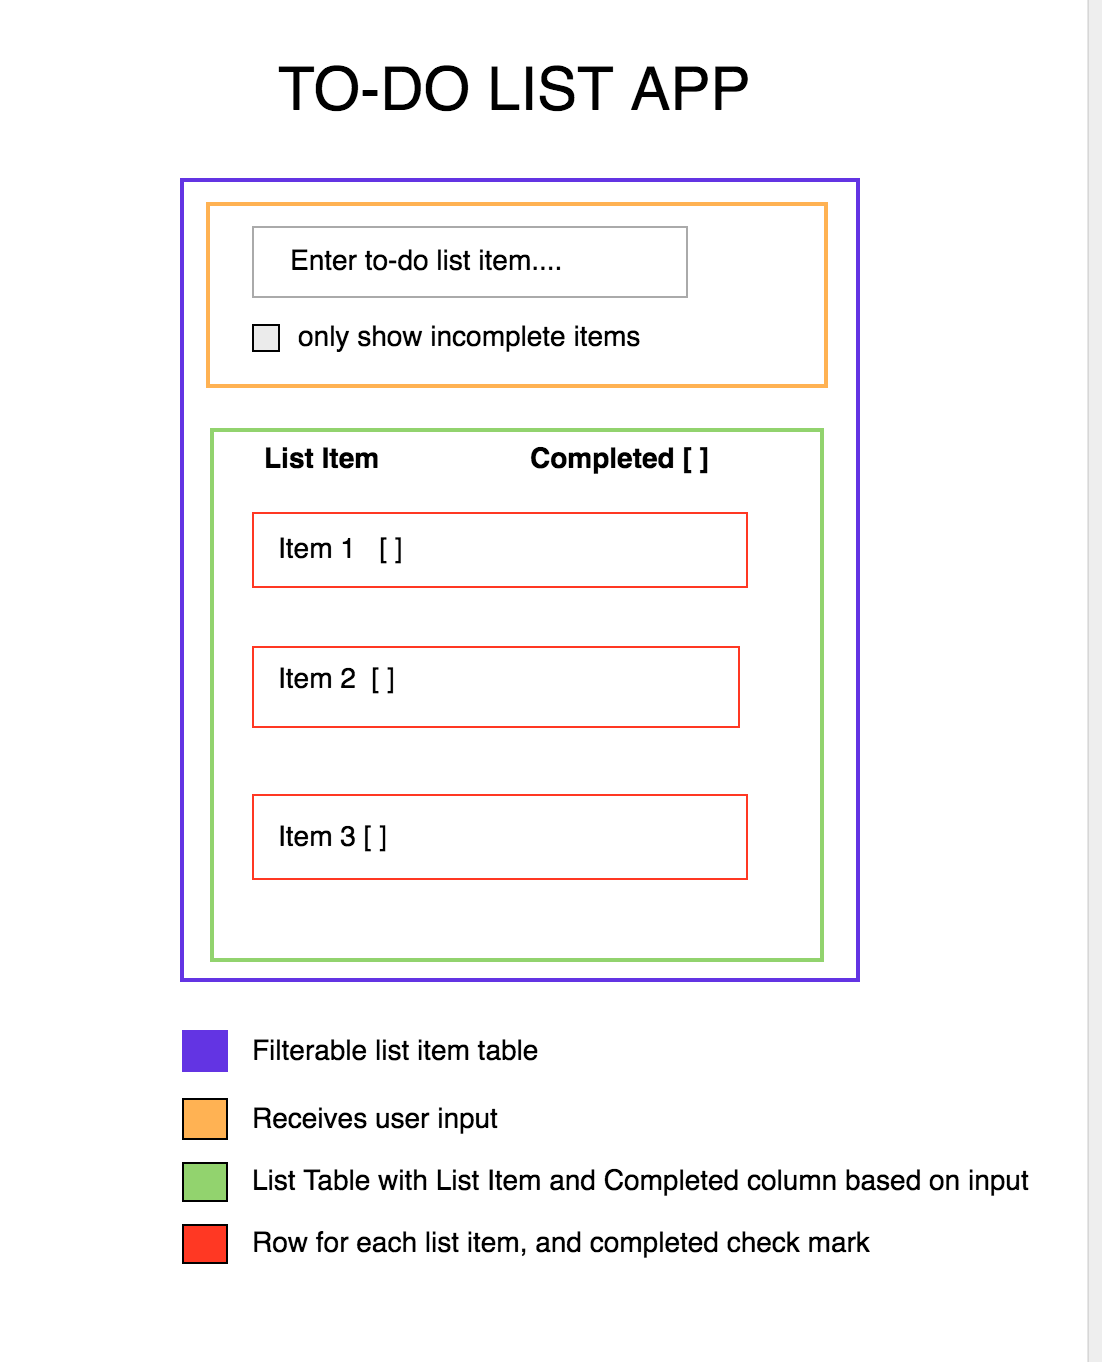 TO-DO LIST APP
Enter to-do list item....
only show incomplete items
List Item Completed [ ]
Item 1 [ ]
Item 2 [ ]
Item 3 [ ]
Filterable list item table
Receives user input
List Table with List Item and Completed column based on input
Row for each list item, and completed check mark